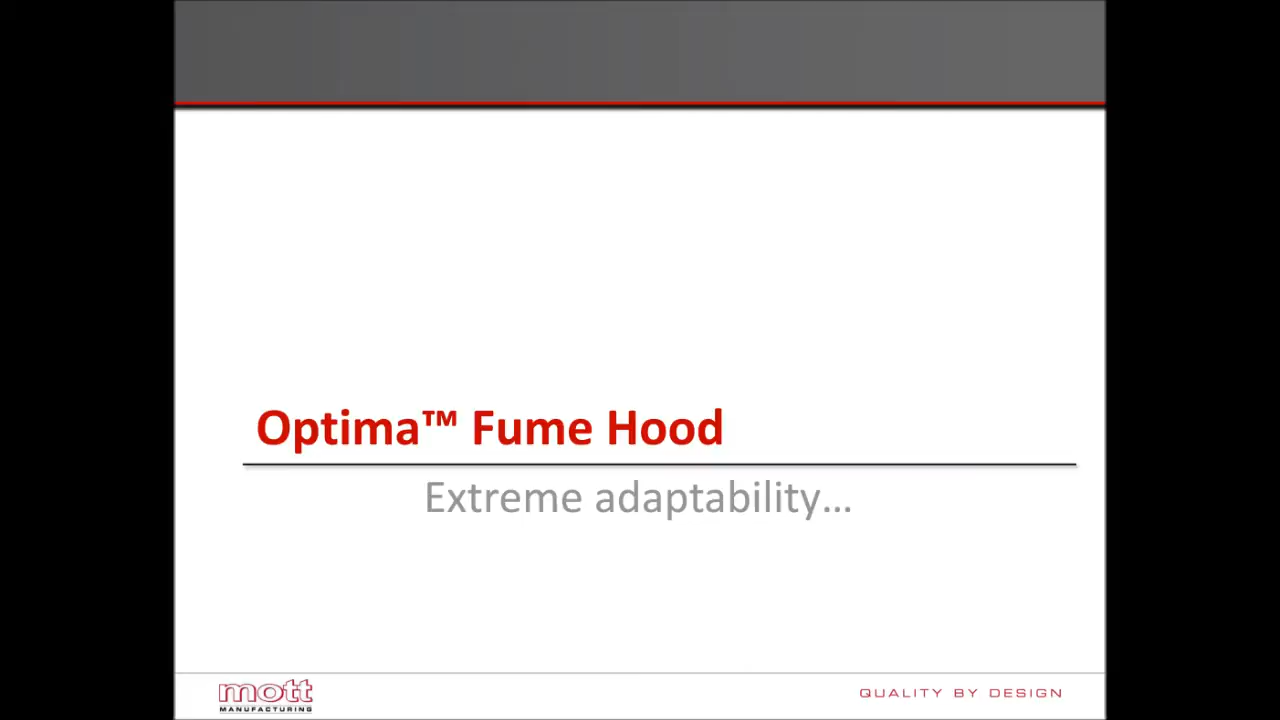 Optima™ Fume Hood
Extreme adaptability...
mott
MANUFACTURING
QUALITY BY DESIGN